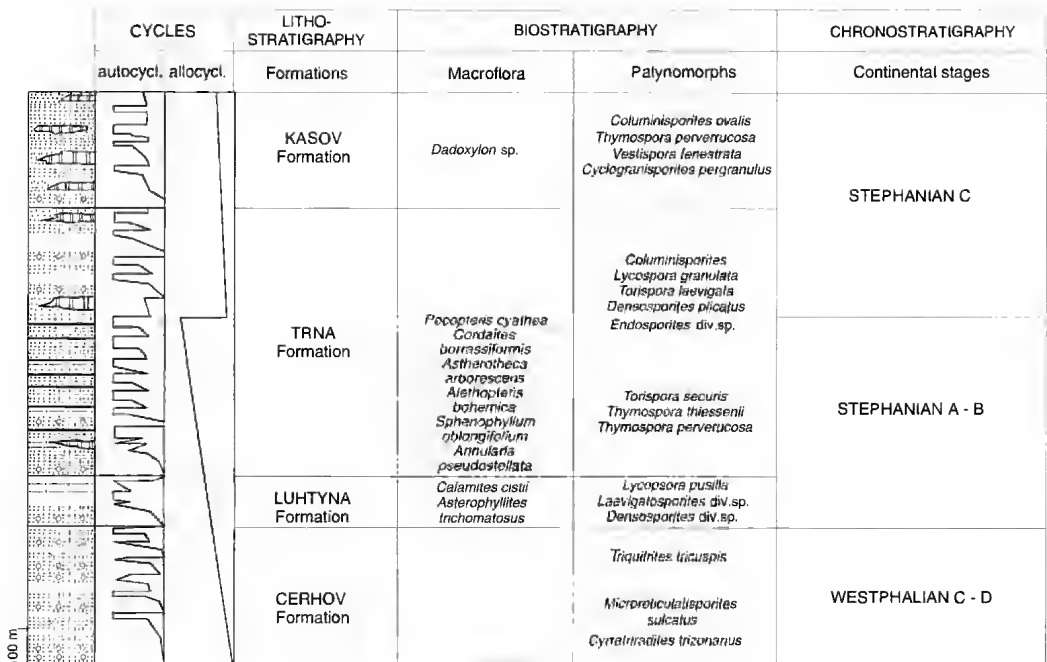 CYCLES
LITHO-
STRATIGRAPHY
BIOSTRATIGRAPHY
CHRONOSTRATIGRAPHY
autocycl. allocycl.
Formations
Macroflora
Palynomorphs
Continental stages
KASOV
Formation
Dadoxylon sp.
Columinisporites ovalis
Thymospora perverrucosa
Vestispora fenestrata
Cyclogranisporites pergranulus
STEPHANIAN C
TRNA
Formation
Pecopteris cyathea
Cordaites
borrassiformis
Astherotheca
arborescens
Alethopteris
bohemica
Sphenophyllum
oblongifolium
Annularia
pseudostellata
Columinisporites
Lycospora granulata
Torispora laevigata
Densosporites plicatus
Endosporites div.sp.
Torispora securis
Thymospora thiessenii
Thymospora perverrucosa
STEPHANIAN A - B
LUHTYNA
Formation
Calamites cistii
Asterophyllites
trichomatosus
Lycopsora pusilla
Laevigatosporites div.sp.
Densosporites div.sp.
CERHOV
Formation
Triquitrites tricuspis
Microreticulatisporites
sulcatus
Cyrratriradites trizonarius
WESTPHALIAN C - D
00 m